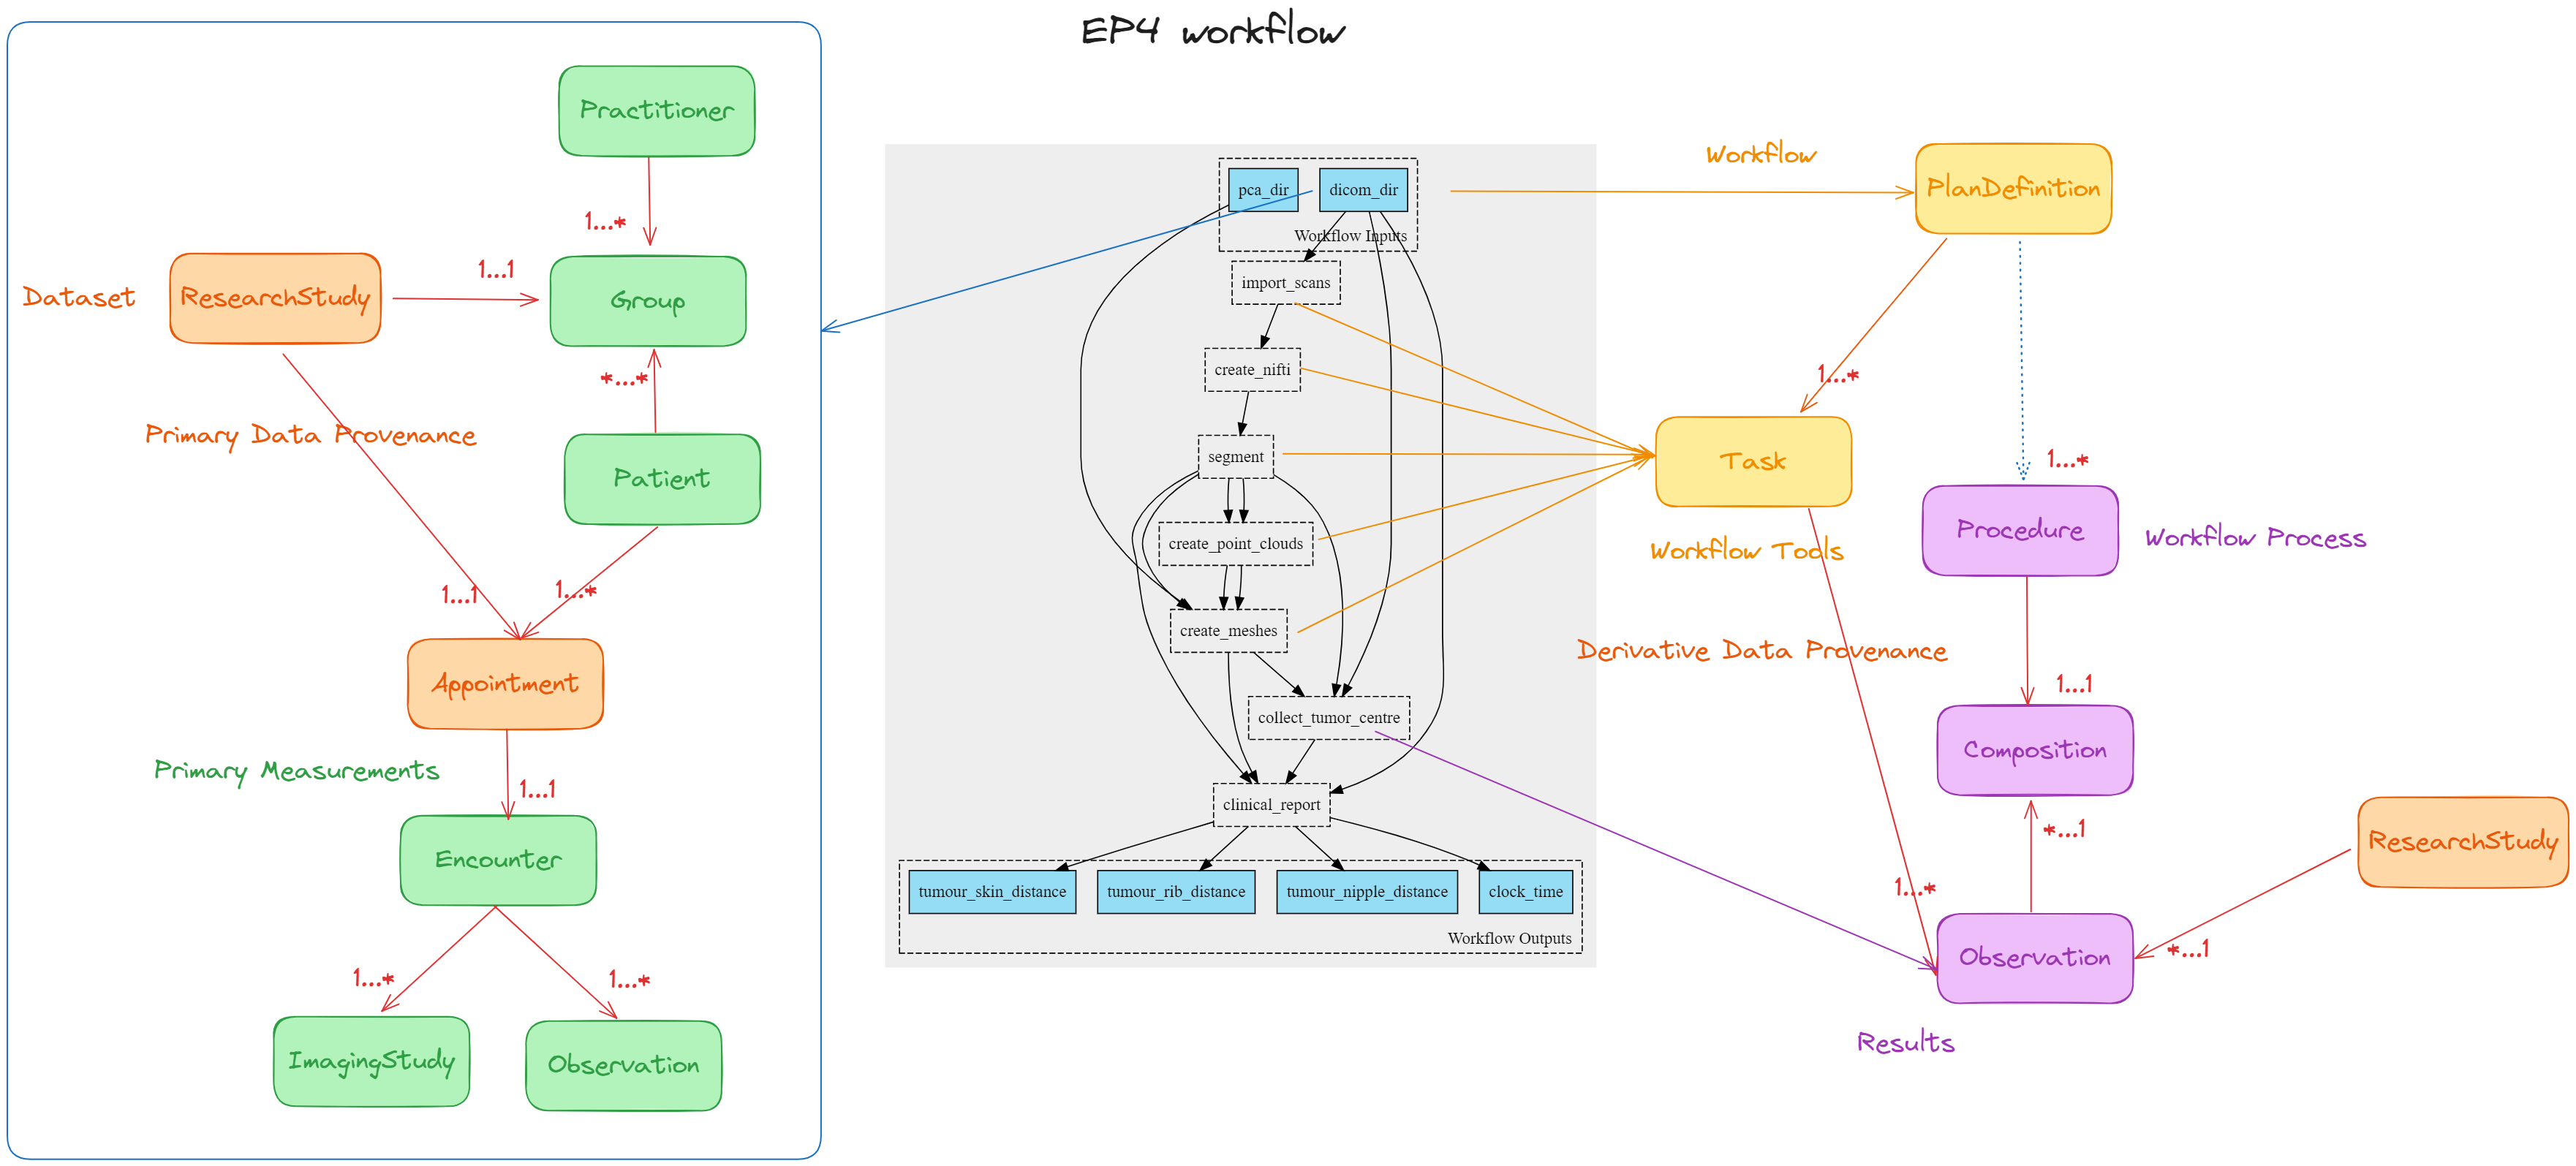 EP4 workflow
Practitioner
1...*
Dataset
ResearchStudy
1...1
Group
*...*
Primary Data Provenance
Patient
1...1
1...*
Appointment
Primary Measurements
1...1
Encounter
1...*
1...*
ImagingStudy
Observation
pca_dir
dicom_dir
Workflow Inputs
import_scans
create_nifti
segment
create_point_clouds
create_meshes
collect_tumor_centre
clinical_report
tumour_skin_distance
tumour_rib_distance
tumour_nipple_distance
clock_time
Workflow Outputs
Workflow
PlanDefinition
1...*
Task
Workflow Tools
1...*
Procedure
Workflow Process
Derivative Data Provenance
1...1
Composition
*...1
ResearchStudy
1...*
Observation
*...1
Results